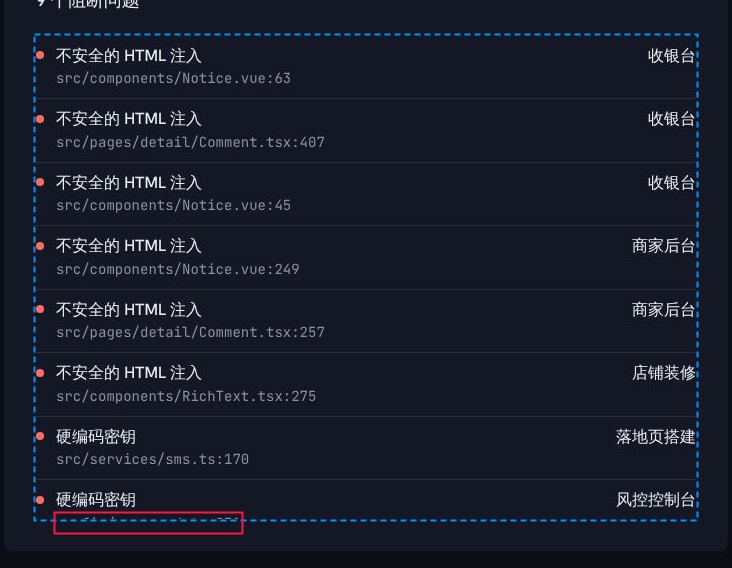 9 个阻断问题
不安全的 HTML 注入 收银台
src/components/Notice.vue:63
不安全的 HTML 注入 收银台
src/pages/detail/Comment.tsx:407
不安全的 HTML 注入 收银台
src/components/Notice.vue:45
不安全的 HTML 注入 商家后台
src/components/Notice.vue:249
不安全的 HTML 注入 商家后台
src/pages/detail/Comment.tsx:257
不安全的 HTML 注入 店铺装修
src/components/RichText.tsx:275
硬编码密钥 落地页搭建
src/services/sms.ts:170
硬编码密钥 风控控制台